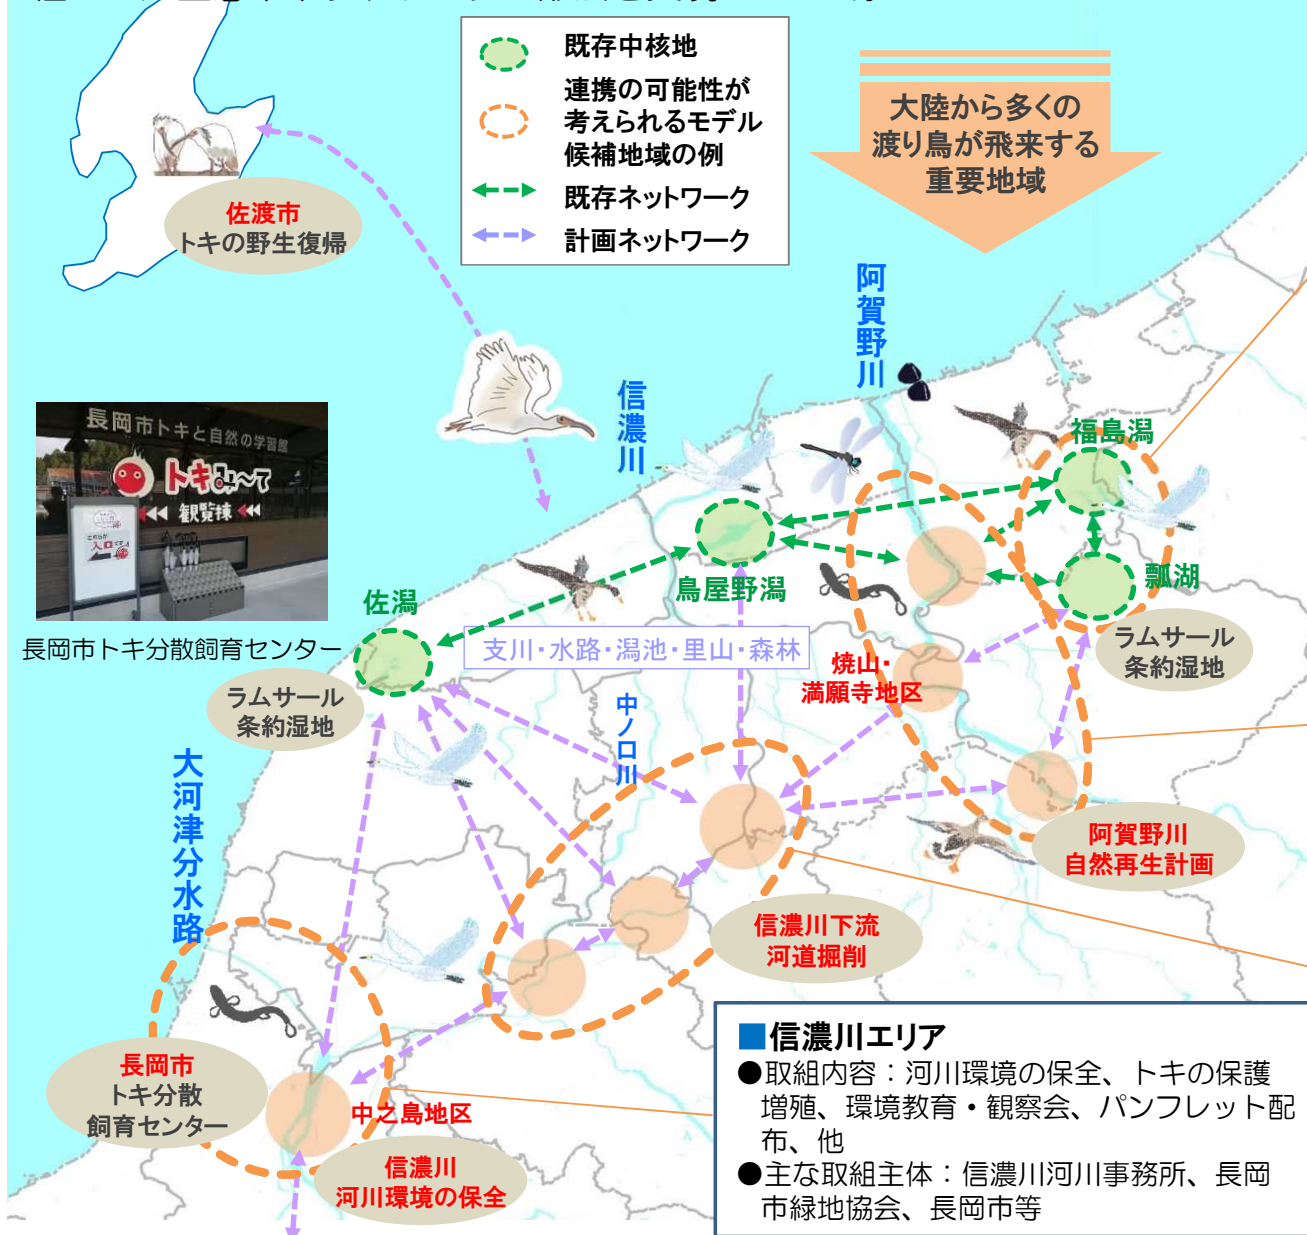 既存中核地
連携の可能性が
考えられるモデル
候補地域の例
既存ネットワーク
計画ネットワーク
大陸から多くの
渡り鳥が飛来する
重要地域
佐渡市
トキの野生復帰
阿賀野川
信濃川
長岡市トキと自然の学習館
トキみ〜て
観覧棟
入口
長岡市トキ分散飼育センター
福島潟
鳥屋野潟
瓢湖
佐潟
ラムサール
条約湿地
支川・水路・潟池・里山・森林
焼山・
満願寺地区
ラムサール
条約湿地
中ノ口川
大河津分水路
阿賀野川
自然再生計画
信濃川下流
河道掘削
長岡市
トキ分散
飼育センター
中之島地区
信濃川
河川環境の保全
■信濃川エリア
●取組内容：河川環境の保全、トキの保護
増殖、環境教育・観察会、パンフレット配
布、他
●主な取組主体：信濃川河川事務所、長岡
市緑地協会、長岡市等